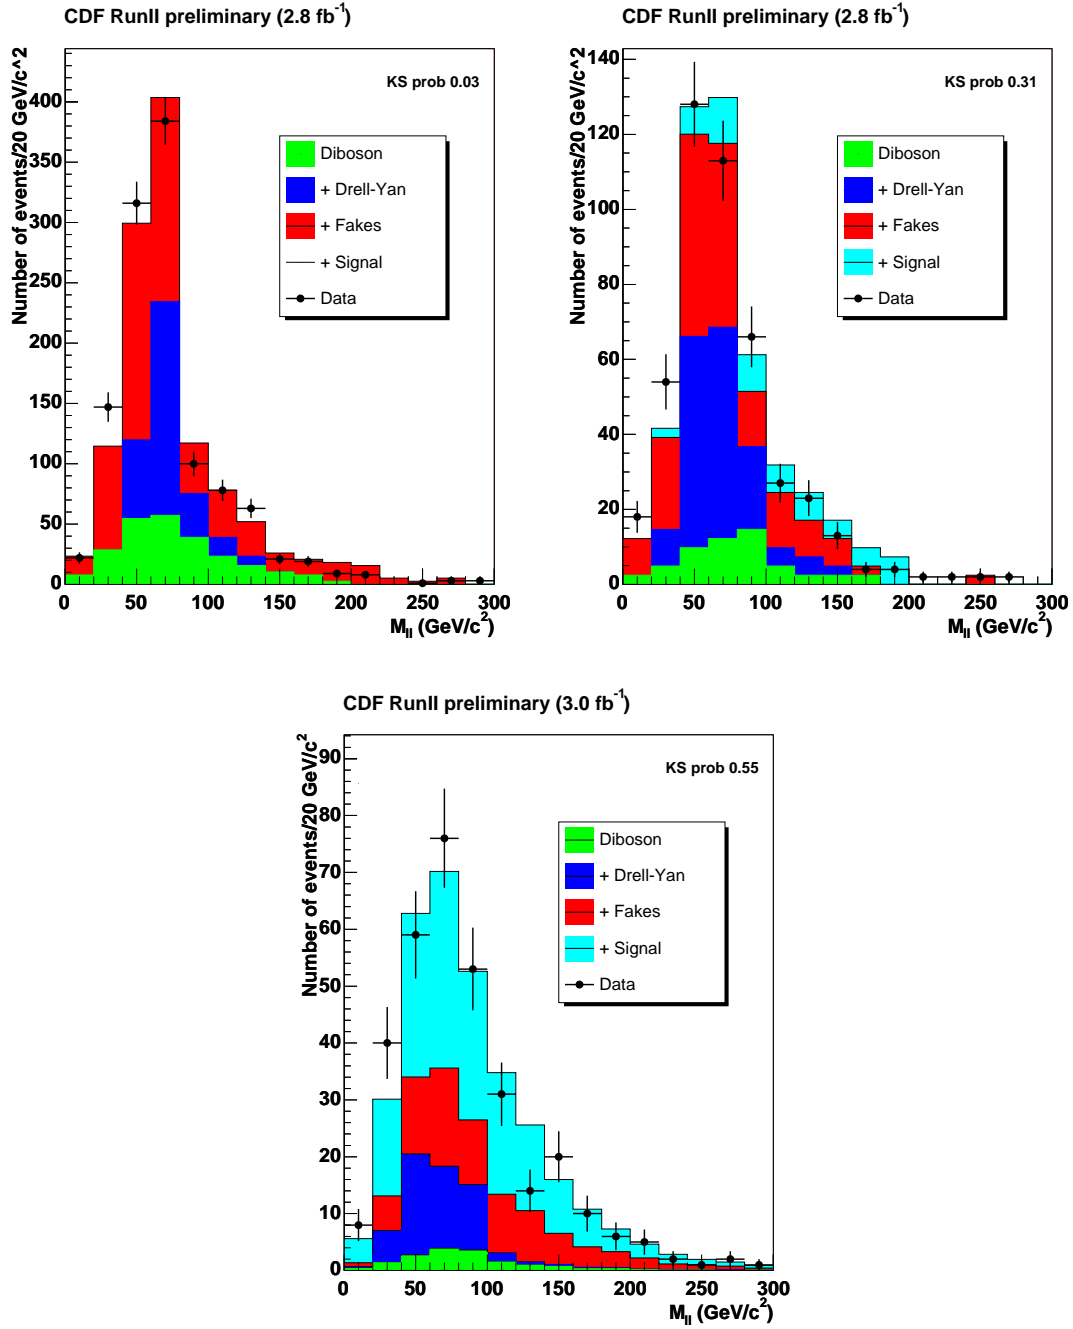 CDF RunII preliminary (2.8 fb-1)
Number of events/20 GeV/c^2
KS prob 0.03
Diboson
+ Drell-Yan
+ Fakes
+ Signal
Data
400
350
300
250
200
150
100
50
0
0 50 100 150 200 250 300
M_ll (GeV/c2)
CDF RunII preliminary (2.8 fb-1)
Number of events/20 GeV/c^2
KS prob 0.31
Diboson
+ Drell-Yan
+ Fakes
+ Signal
Data
140
120
100
80
60
40
20
0
0 50 100 150 200 250 300
M_ll (GeV/c2)
CDF RunII preliminary (3.0 fb-1)
Number of events/20 GeV/c2
KS prob 0.55
Diboson
+ Drell-Yan
+ Fakes
+ Signal
Data
90
80
70
60
50
40
30
20
10
0
0 50 100 150 200 250 300
M_ll (GeV/c2)